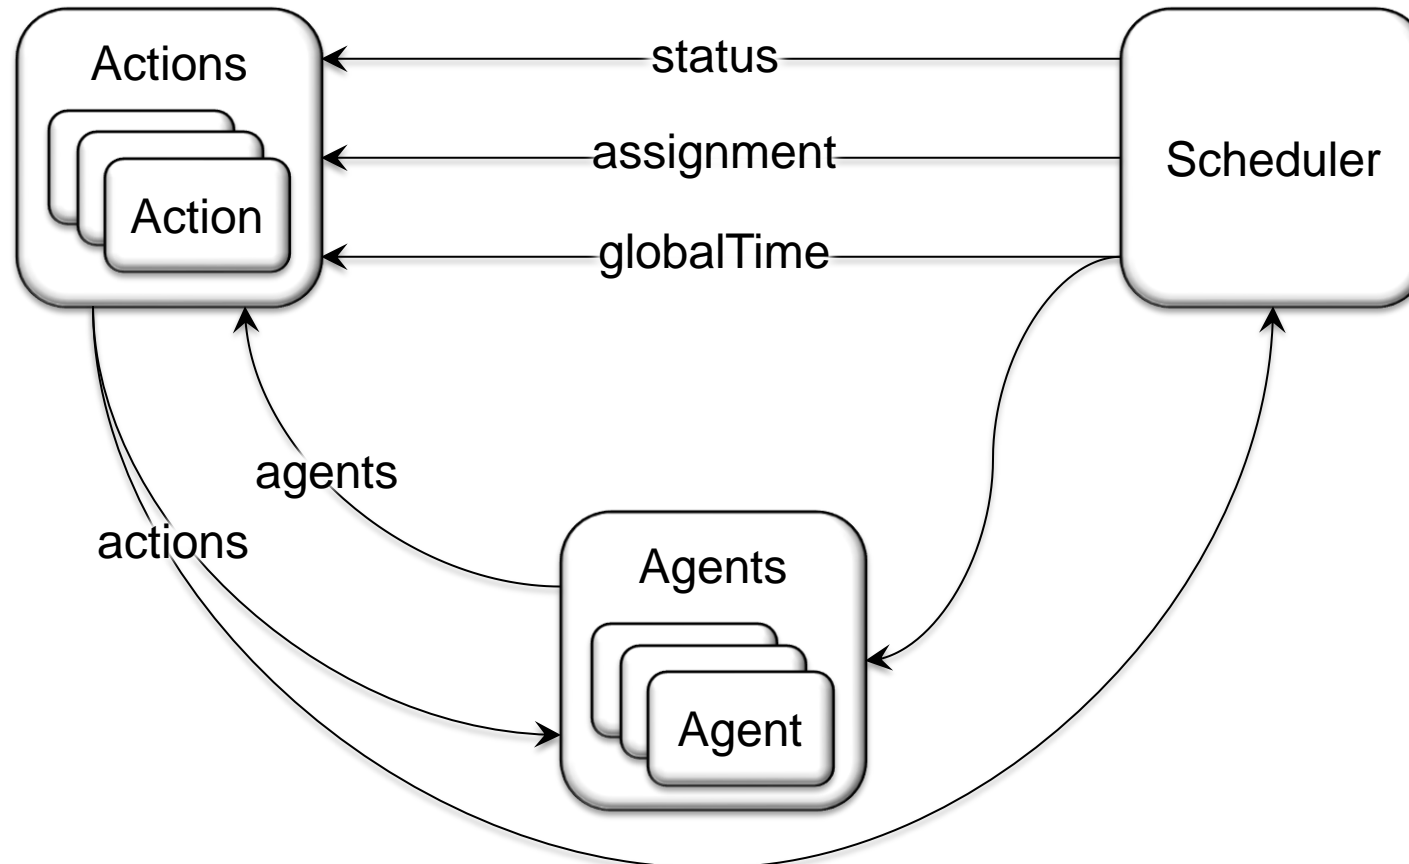 Actions
status
assignment
Scheduler
Action
globalTime
agents
actions
Agents
Agent